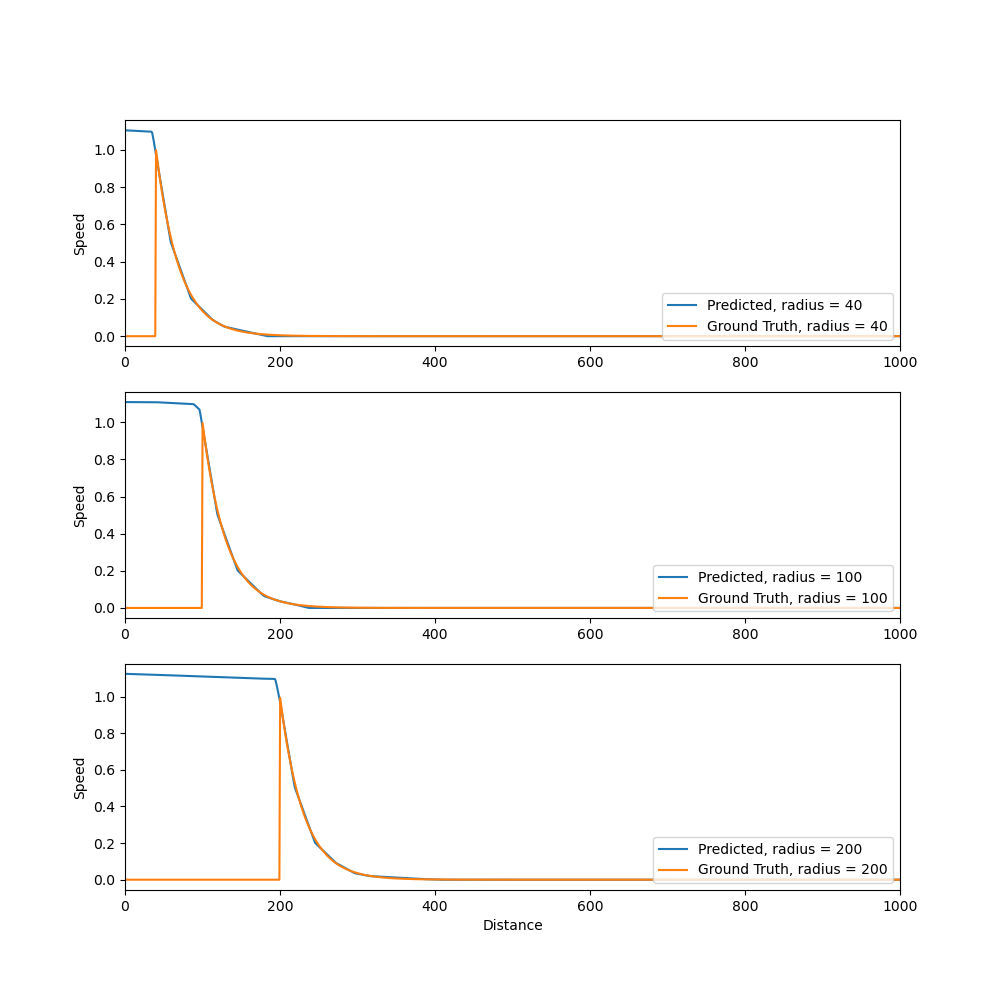 1.0
0.8
0.6
0.4
0.2
0.0
Speed
Predicted, radius = 40
Ground Truth, radius = 40
0 200 400 600 800 1000
1.0
0.8
0.6
0.4
0.2
0.0
Speed
Predicted, radius = 100
Ground Truth, radius = 100
0 200 400 600 800 1000
1.0
0.8
0.6
0.4
0.2
0.0
Speed
Predicted, radius = 200
Ground Truth, radius = 200
0 200 400 600 800 1000
Distance